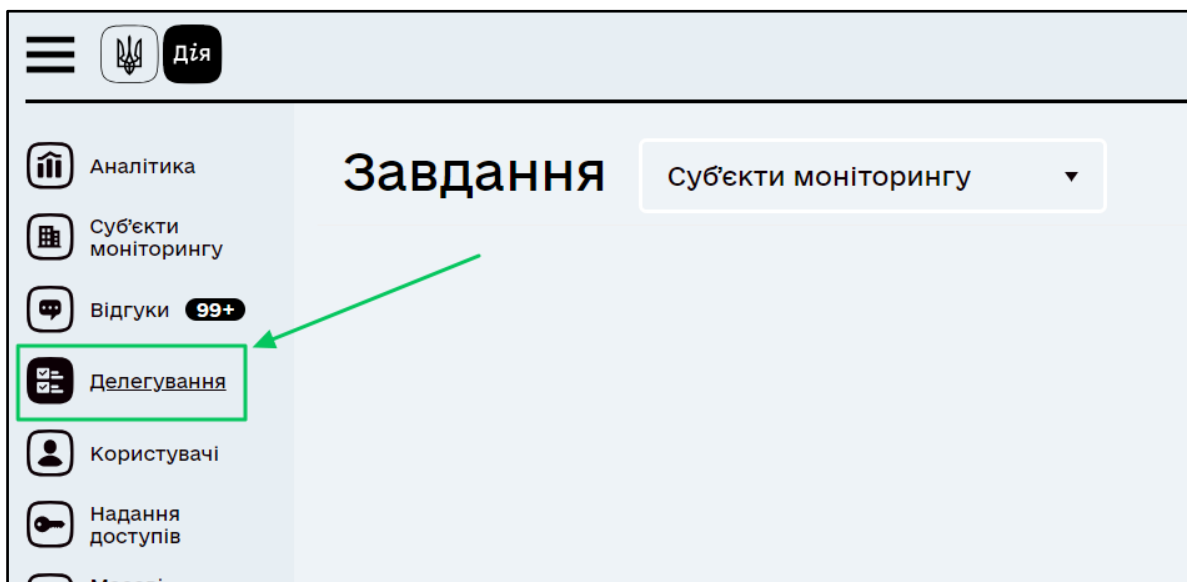 Дія
Аналітика
Завдання
Суб'єкти моніторингу
Суб'єкти
моніторингу
Відгуки 99+
Делегування
Користувачі
Надання
доступів